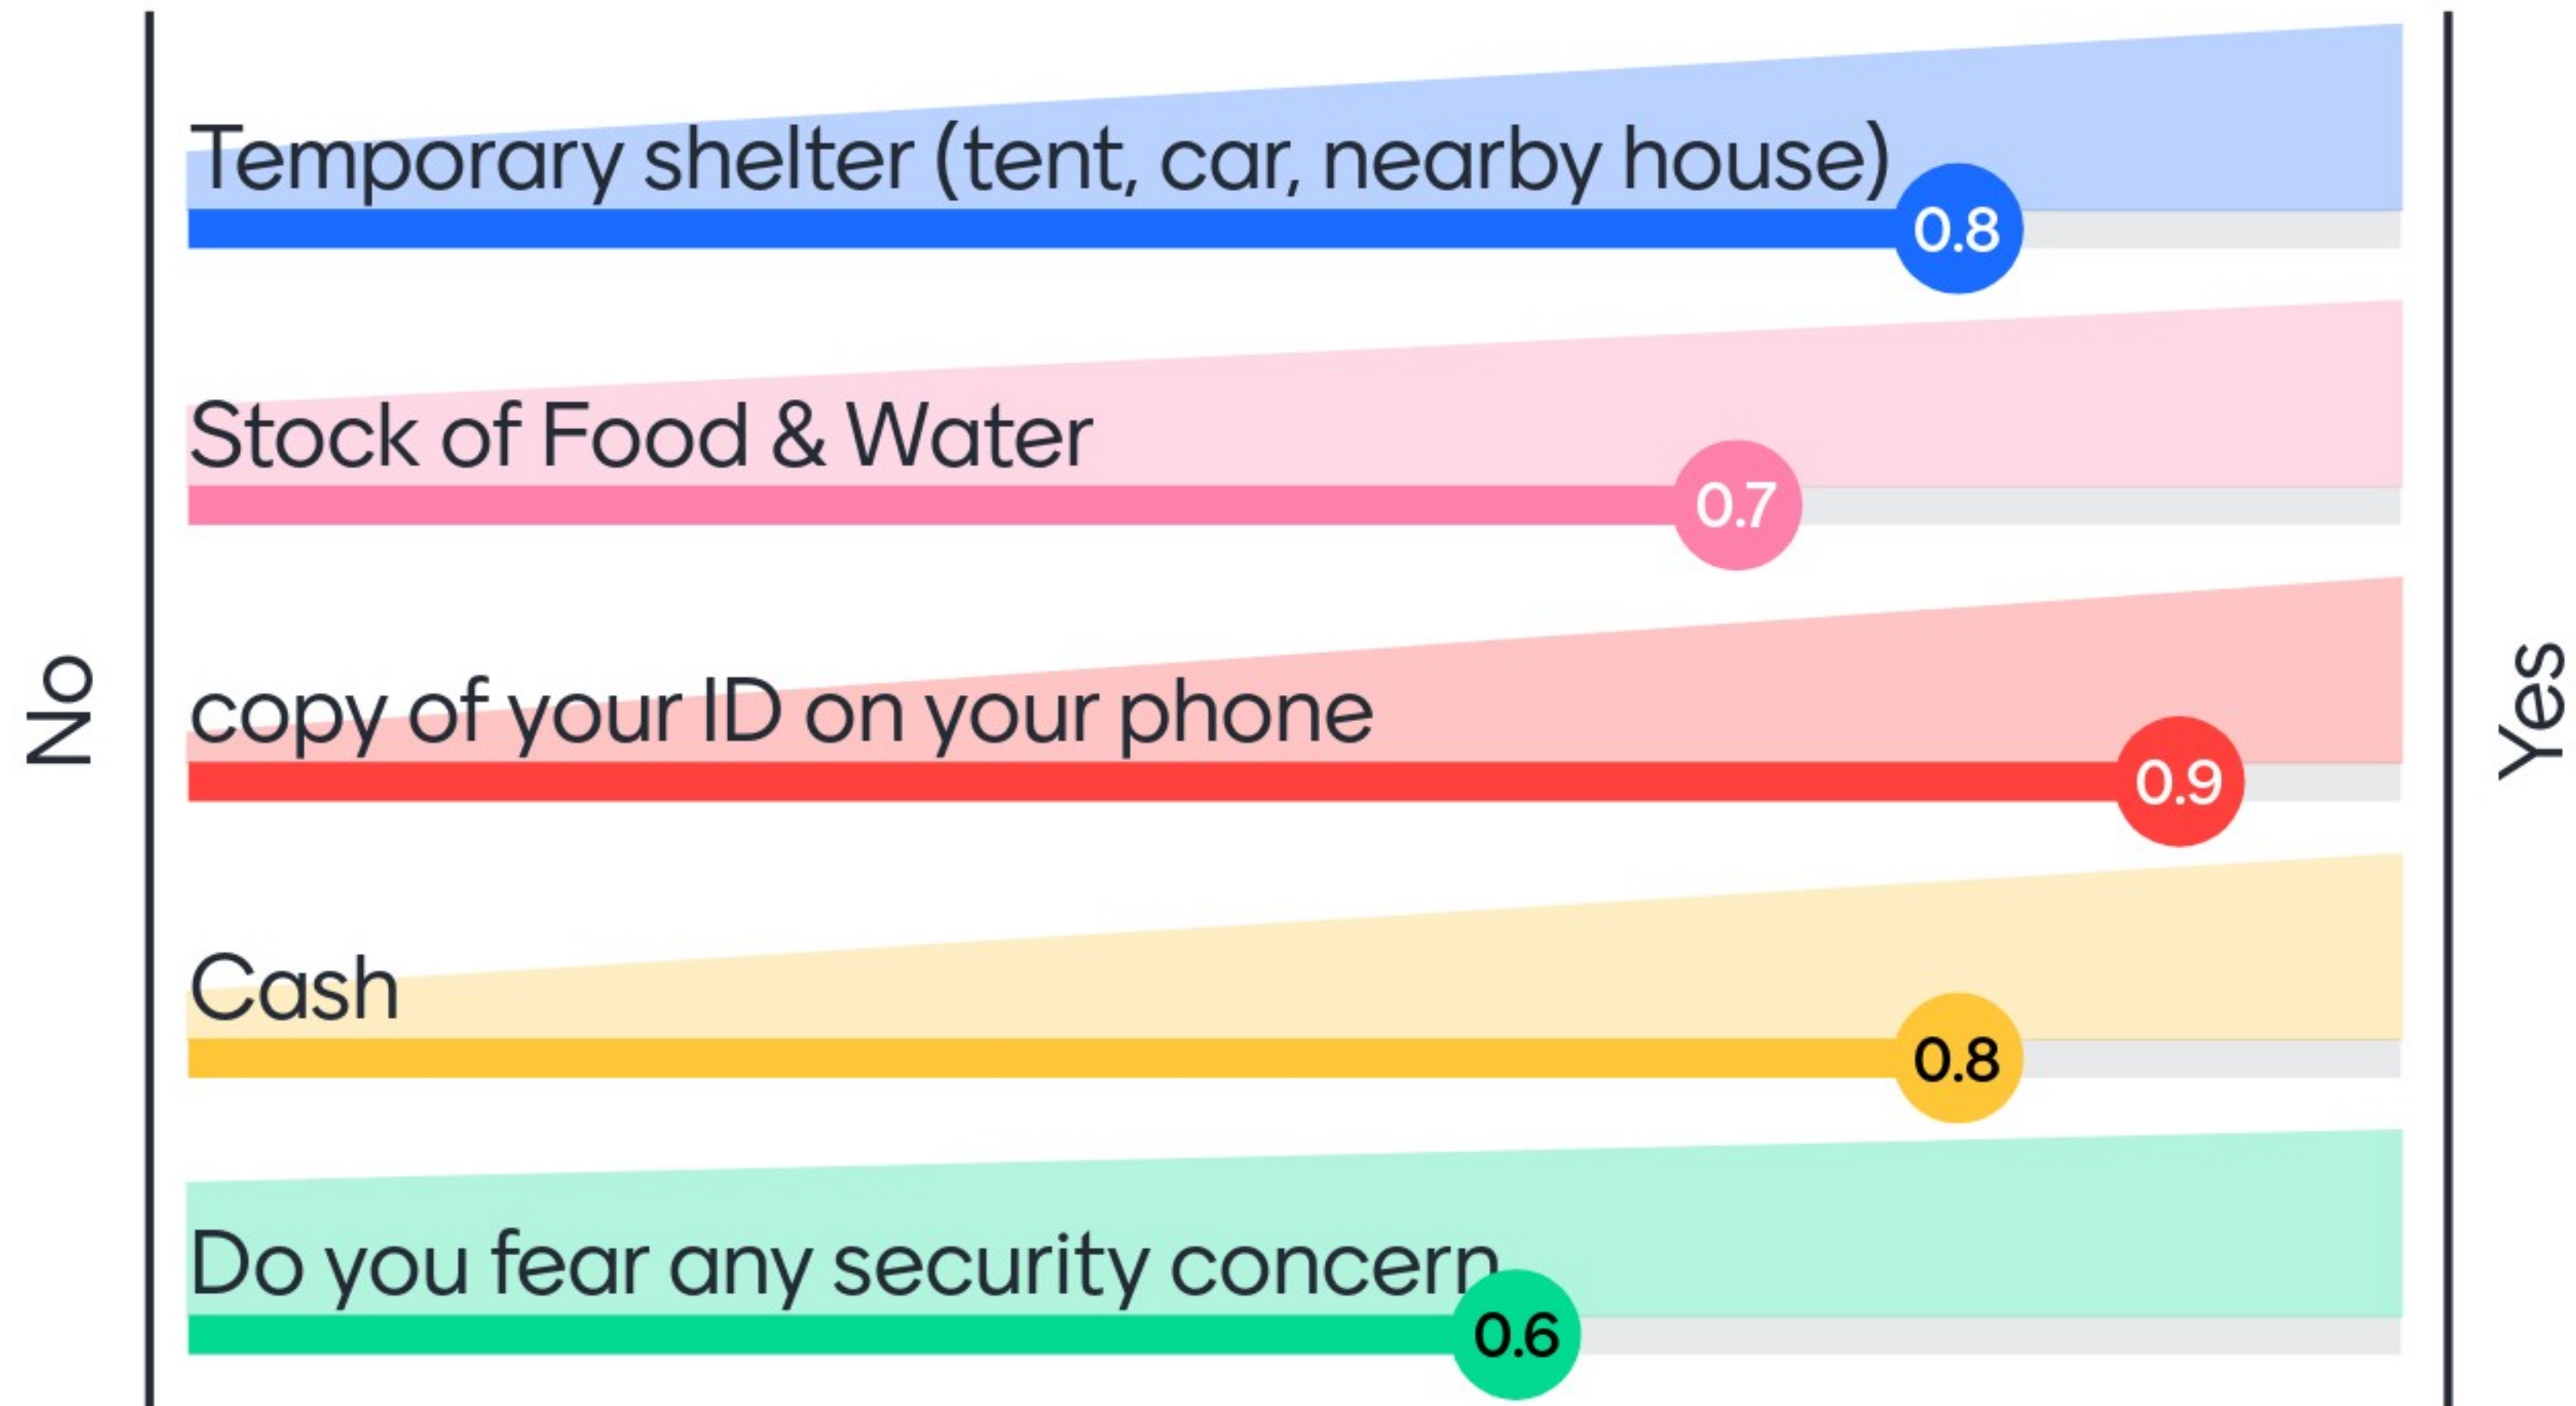 Temporary shelter (tent, car, nearby house)
0.8
Stock of Food & Water
0.7
No
copy of your ID on your phone
0.9
Yes
Cash
0.8
Do you fear any security concern
0.6